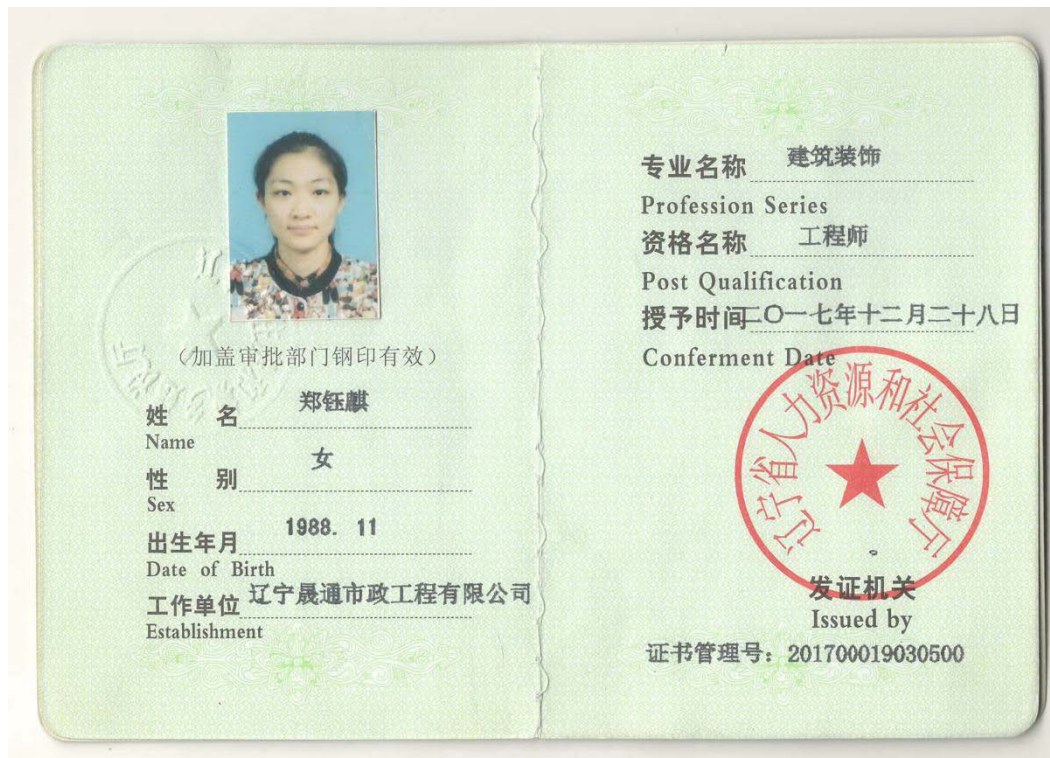 （加盖审批部门钢印有效）
姓 名 郑钰麒
Name
性 别 女
Sex
出生年月 1988. 11
Date of Birth
工作单位 辽宁晟通市政工程有限公司
Establishment
专业名称 建筑装饰
Profession Series
资格名称 工程师
Post Qualification
授予时间 二〇一七年十二月二十八日
Conferment Date
辽宁省人力资源和社会保障厅
发证机关
Issued by
证书管理号：201700019030500